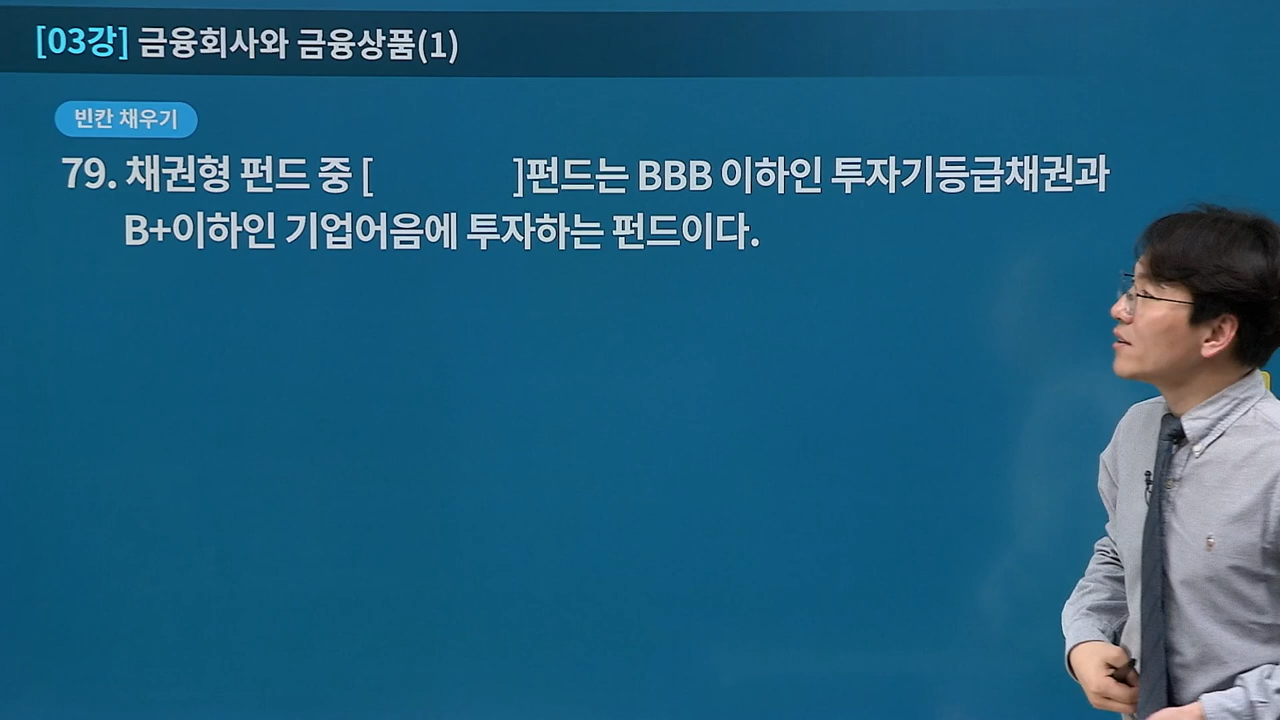 [03강] 금융회사와 금융상품(1)
빈칸 채우기
79. 채권형 펀드 중 [ ]펀드는 BBB 이하인 투자기등급채권과
B+이하인 기업어음에 투자하는 펀드이다.